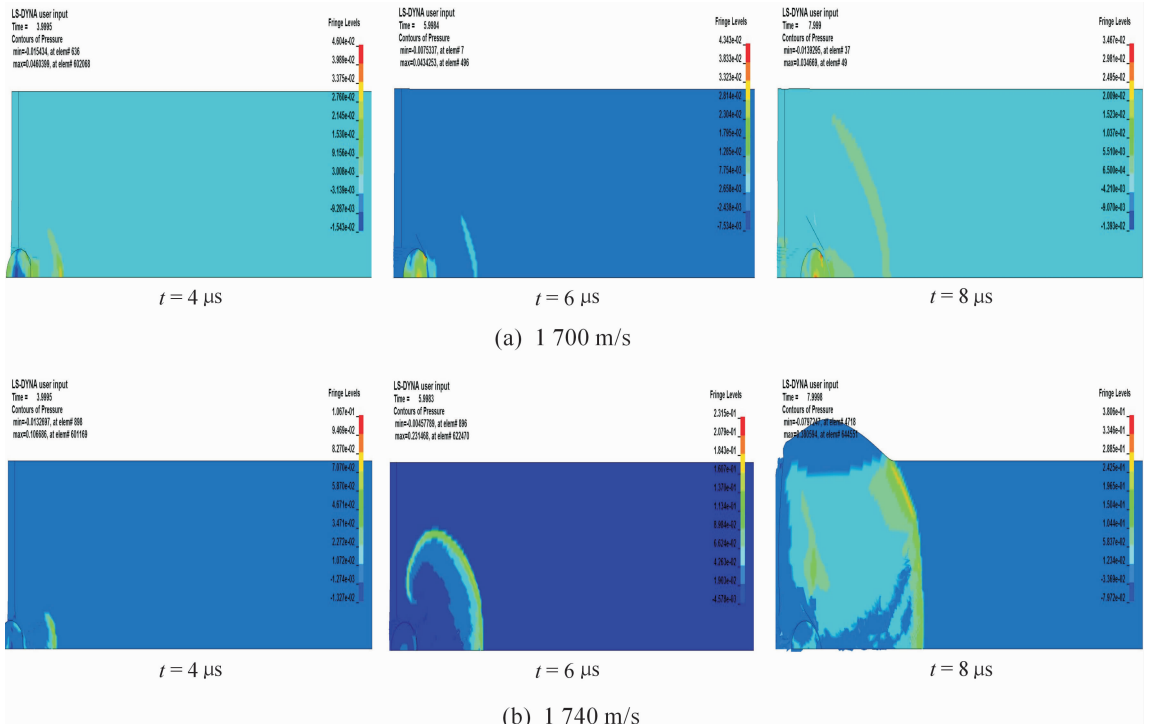 LS-DYNA user input
Time = 3.9995
Contours of Pressure
min=-0.015434, at elem# 636
max=0.0460399, at elem# 602068
Fringe Levels
4.604e-02
3.989e-02
3.375e-02
2.760e-02
2.145e-02
1.530e-02
9.156e-03
3.008e-03
-3.139e-03
-9.287e-03
-1.543e-02
t = 4 μs
LS-DYNA user input
Time = 5.9984
Contours of Pressure
min=-0.0075337, at elem# 7
max=0.0434253, at elem# 496
Fringe Levels
4.343e-02
3.833e-02
3.323e-02
2.814e-02
2.304e-02
1.795e-02
1.285e-02
7.754e-03
2.658e-03
-2.438e-03
-7.534e-03
t = 6 μs
LS-DYNA user input
Time = 7.999
Contours of Pressure
min=-0.0139295, at elem# 37
max=0.034669, at elem# 49
Fringe Levels
3.467e-02
2.981e-02
2.495e-02
2.009e-02
1.523e-02
1.037e-02
5.510e-03
6.500e-04
-4.210e-03
-9.070e-03
-1.393e-02
t = 8 μs
(a) 1 700 m/s
LS-DYNA user input
Time = 3.9995
Contours of Pressure
min=-0.0132697, at elem# 898
max=0.106686, at elem# 601169
Fringe Levels
1.067e-01
9.469e-02
8.270e-02
7.070e-02
5.870e-02
4.671e-02
3.471e-02
2.272e-02
1.072e-02
-1.274e-03
-1.327e-02
t = 4 μs
LS-DYNA user input
Time = 5.9983
Contours of Pressure
min=-0.00457789, at elem# 896
max=0.231468, at elem# 622470
Fringe Levels
2.315e-01
2.079e-01
1.843e-01
1.607e-01
1.370e-01
1.134e-01
8.984e-02
6.624e-02
4.263e-02
1.903e-02
-4.578e-03
t = 6 μs
LS-DYNA user input
Time = 7.9998
Contours of Pressure
min=-0.0797247, at elem# 4718
at elem# 644551
Fringe Levels
3.806e-01
3.346e-01
2.885e-01
2.425e-01
1.965e-01
1.504e-01
1.044e-01
5.837e-02
1.234e-02
-3.369e-02
-7.972e-02
t = 8 μs
(b) 1 740 m/s